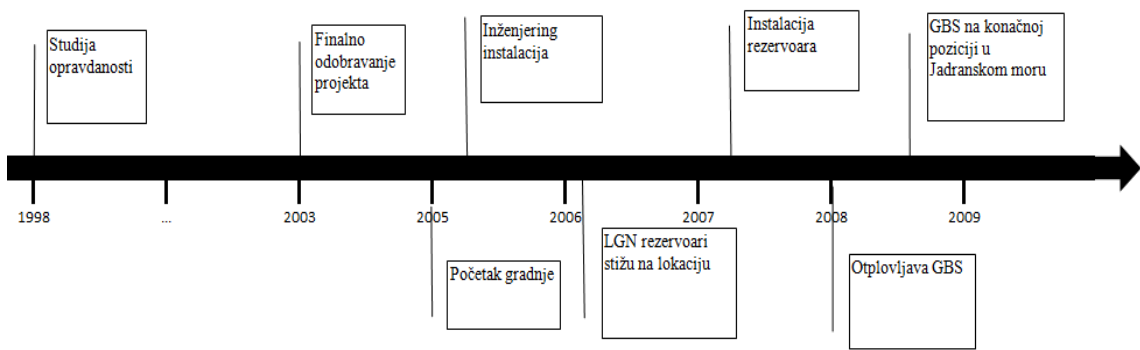 Studija
opravdanosti
Finalno
odobravanje
projekta
Inženjering
instalacija
Instalacija
rezervoara
GBS na konačnoj
poziciji u
Jadranskom moru
1998
...
2003
2005
2006
2007
2008
2009
Početak gradnje
LGN rezervoari
stižu na lokaciju
Otplovljava GBS